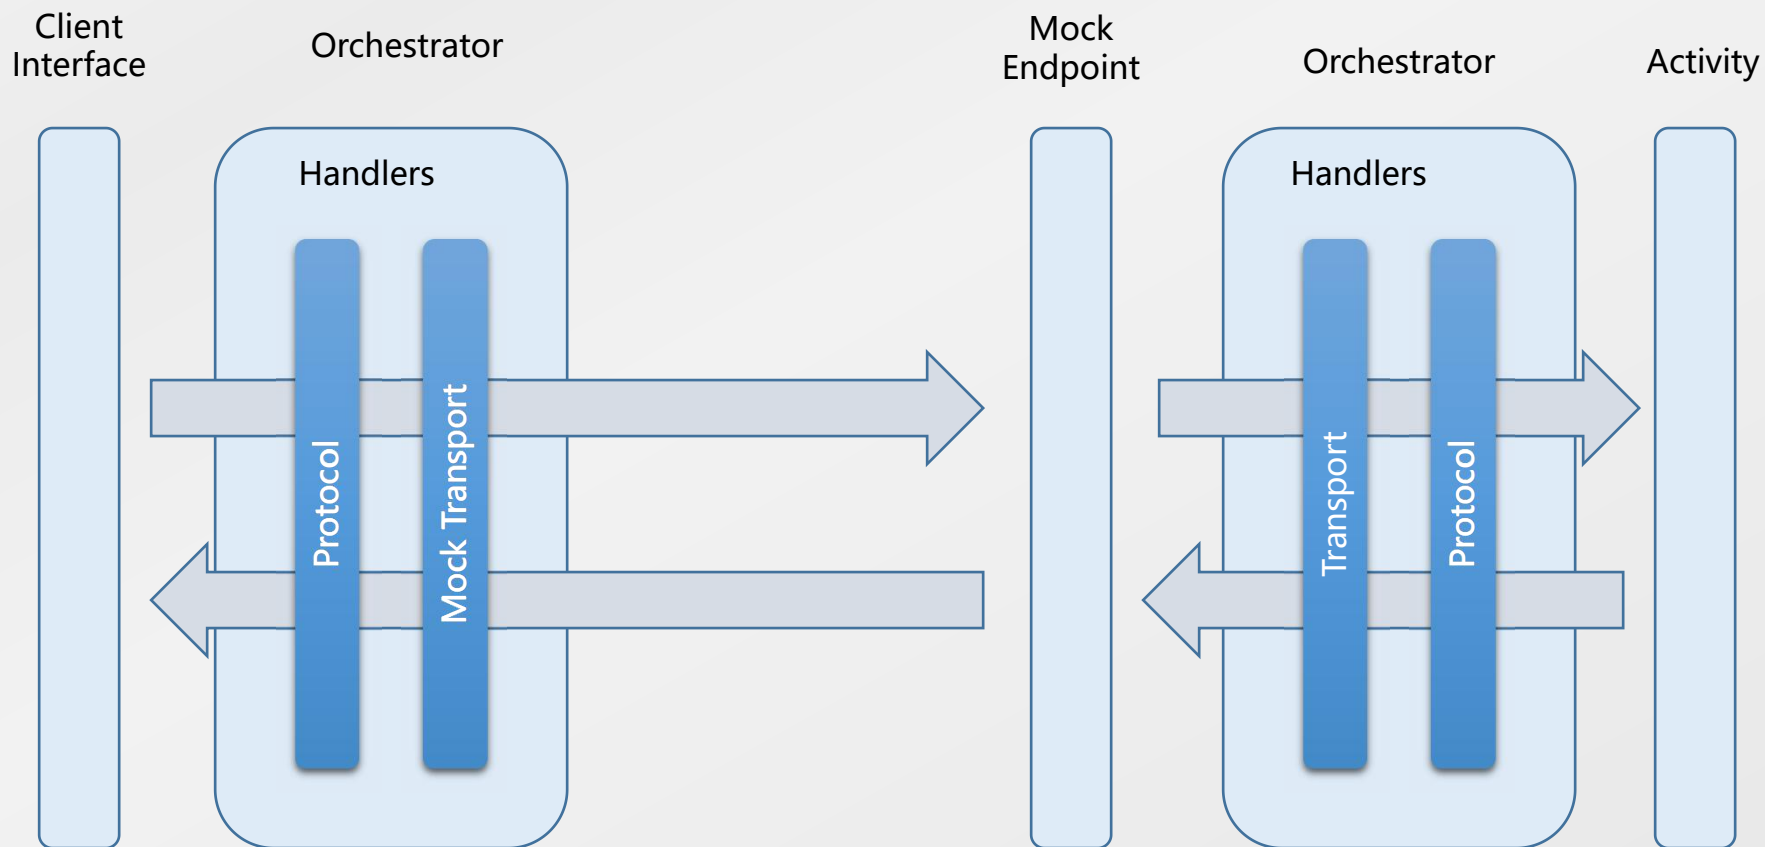 Client
Interface
Orchestrator
Mock
Endpoint
Orchestrator
Activity
Handlers
Handlers
Protocol
Mock Transport
Transport
Protocol